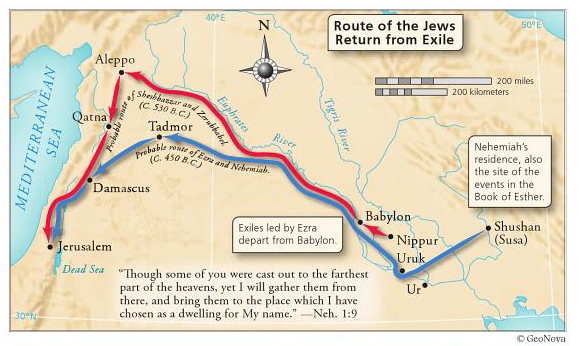 Route of the Jews
Return from Exile
40°E
50°E
N
200 miles
200 kilometers
Aleppo
Qatna
Tadmor
Damascus
Jerusalem
Dead Sea
MEDITERRANEAN
SEA
Probable route of Sheshbazzar and Zerubbabel.
(C. 530 B.C.)
Probable route of Ezra and Nehemiah.
(C. 450 B.C.)
Euphrates
River
Tigris River
Nehemiah's
residence, also
the site of the
events in the
Book of Esther.
Exiles led by Ezra
depart from Babylon.
Babylon
Nippur
Uruk
Ur
Shushan
(Susa)
"Though some of you were cast out to the farthest
part of the heavens, yet I will gather them from
there, and bring them to the place which I have
chosen as a dwelling for My name." —Neh. 1:9
30°N
© GeoNova